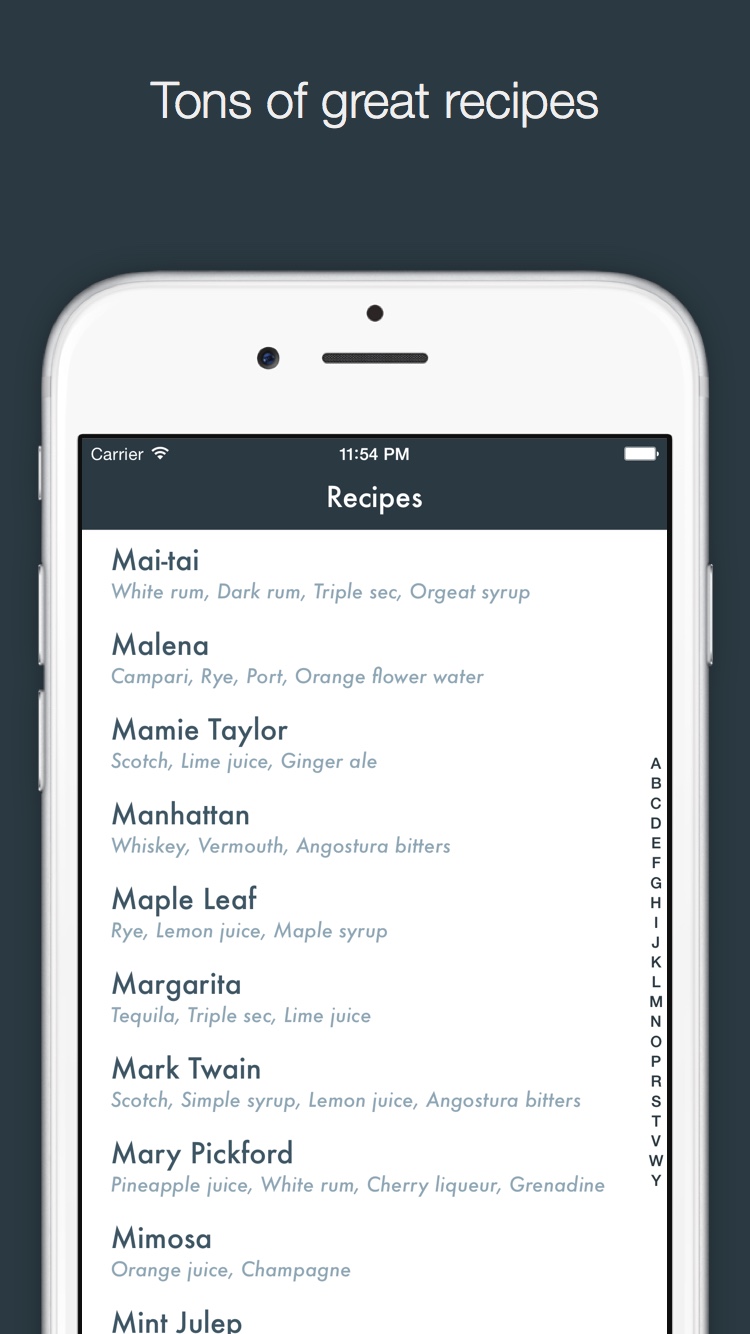 Tons of great recipes
Carrier 11:54 PM
Recipes
Mai-tai
White rum, Dark rum, Triple sec, Orgeat syrup
Malena
Campari, Rye, Port, Orange flower water
Mamie Taylor
Scotch, Lime juice, Ginger ale
Manhattan
Whiskey, Vermouth, Angostura bitters
Maple Leaf
Rye, Lemon juice, Maple syrup
Margarita
Tequila, Triple sec, Lime juice
Mark Twain
Scotch, Simple syrup, Lemon juice, Angostura bitters
Mary Pickford
Pineapple juice, White rum, Cherry liqueur, Grenadine
Mimosa
Orange juice, Champagne
Mint Julep
A
B
C
D
E
F
G
H
I
J
K
L
M
N
O
P
R
S
T
V
W
Y